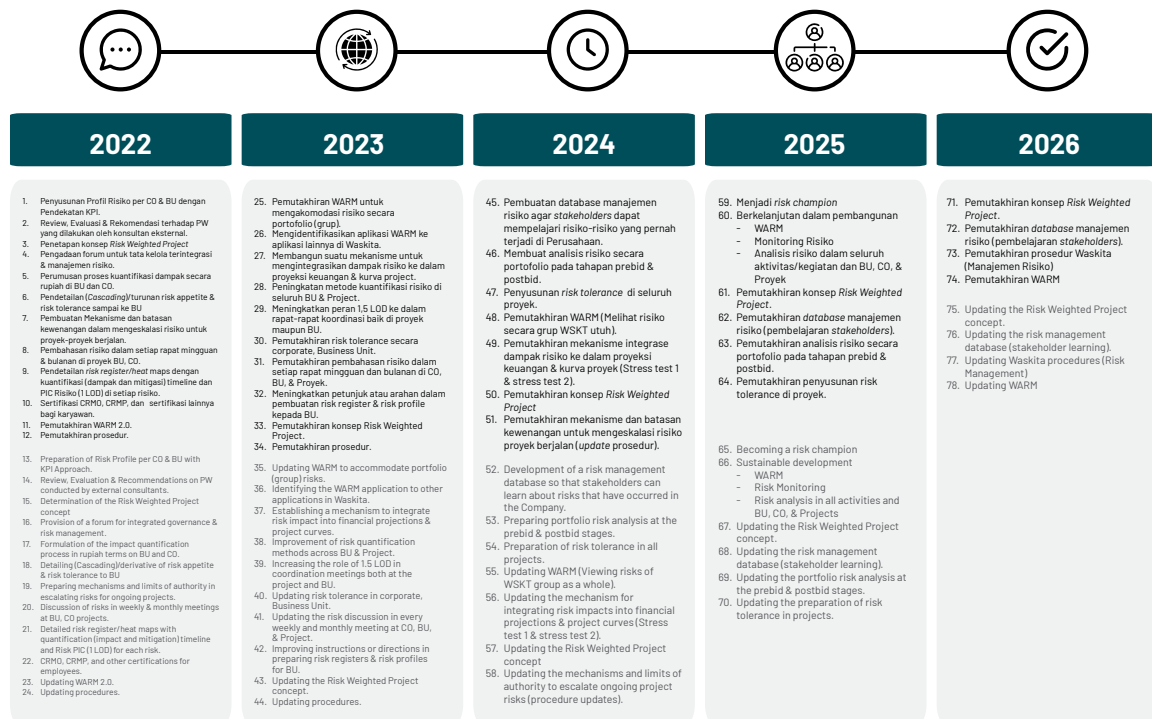 2022
1. Penyusunan Profil Risiko per CO & BU dengan
Pendekatan KPI.
2. Review, Evaluasi & Rekomendasi terhadap PW
yang dilakukan oleh konsultan eksternal.
3. Penetapan konsep Risk Weighted Project
4. Pengadaan forum untuk tata kelola terintegrasi
& manajemen risiko.
5. Perumusan proses kuantifikasi dampak secara
rupiah di BU dan CO.
6. Pendetailan (Cascading)/turunan risk appetite &
risk tolerance sampai ke BU
7. Pembuatan Mekanisme dan batasan
kewenangan dalam mengeskalasi risiko untuk
proyek-proyek berjalan.
8. Pembahasan risiko dalam setiap rapat mingguan
& bulanan di proyek BU, CO.
9. Pendetailan risk register/heat maps dengan
kuantifikasi (dampak dan mitigasi) timeline dan
PIC Risiko (1 LOD) di setiap risiko.
10. Sertifikasi CRMO, CRMP, dan sertifikasi lainnya
bagi karyawan.
11. Pemutakhiran WARM 2.0.
12. Pemutakhiran prosedur.
13. Preparation of Risk Profile per CO & BU with
KPI Approach.
14. Review, Evaluation & Recommendations on PW
conducted by external consultants.
15. Determination of the Risk Weighted Project
concept
16. Provision of a forum for integrated governance &
risk management.
17. Formulation of the impact quantification
process in rupiah terms on BU and CO.
18. Detailing (Cascading)/derivative of risk appetite
& risk tolerance to BU
19. Preparing mechanisms and limits of authority in
escalating risks for ongoing projects.
20. Discussion of risks in weekly & monthly meetings
at BU, CO projects.
21. Detailed risk register/heat maps with
quantification (impact and mitigation) timeline
and Risk PIC (1 LOD) for each risk.
22. CRMO, CRMP, and other certifications for
employees.
23. Updating WARM 2.0.
24. Updating procedures.
2023
25. Pemutakhiran WARM untuk
mengakomodasi risiko secara
portofolio (grup).
26. Mengidentifikasikan aplikasi WARM ke
aplikasi lainnya di Waskita.
27. Membangun suatu mekanisme untuk
mengintegrasikan dampak risiko ke dalam
proyeksi keuangan & kurva project.
28. Peningkatan metode kuantifikasi risiko di
seluruh BU & Project.
29. Meningkatkan peran 1,5 LOD ke dalam
rapat-rapat koordinasi baik di proyek
maupun BU.
30. Pemutakhiran risk tolerance secara
corporate, Business Unit.
31. Pemutakhiran pembahasan risiko dalam
setiap rapat mingguan dan bulanan di CO,
BU, & Proyek.
32. Meningkatkan petunjuk atau arahan dalam
pembuatan risk register & risk profile
kepada BU.
33. Pemutakhiran konsep Risk Weighted
Project.
34. Pemutakhiran prosedur.
35. Updating WARM to accommodate portfolio
(group) risks.
36. Identifying the WARM application to other
applications in Waskita.
37. Establishing a mechanism to integrate
risk impact into financial projections &
project curves.
38. Improvement of risk quantification
methods across BU & Project.
39. Increasing the role of 1.5 LOD in
coordination meetings both at the
project and BU.
40. Updating risk tolerance in corporate,
Business Unit.
41. Updating the risk discussion in every
weekly and monthly meeting at CO, BU,
& Project.
42. Improving instructions or directions in
preparing risk registers & risk profiles
for BU.
43. Updating the Risk Weighted Project
concept.
44. Updating procedures.
2024
45. Pembuatan database manajemen
risiko agar stakeholders dapat
mempelajari risiko-risiko yang pernah
terjadi di Perusahaan.
46. Membuat analisis risiko secara
portofolio pada tahapan prebid &
postbid.
47. Penyusunan risk tolerance di seluruh
proyek.
48. Pemutakhiran WARM (Melihat risiko
secara grup WSKT utuh).
49. Pemutakhiran mekanisme integrase
dampak risiko ke dalam proyeksi
keuangan & kurva proyek (Stress test 1
& stress test 2).
50. Pemutakhiran konsep Risk Weighted
Project
51. Pemutakhiran mekanisme dan batasan
kewenangan untuk mengeskalasi risiko
proyek berjalan (update prosedur).
52. Development of a risk management
database so that stakeholders can
learn about risks that have occurred in
the Company.
53. Preparing portfolio risk analysis at the
prebid & postbid stages.
54. Preparation of risk tolerance in all
projects.
55. Updating WARM (Viewing risks of
WSKT group as a whole).
56. Updating the mechanism for
integrating risk impacts into financial
projections & project curves (Stress
test 1 & stress test 2).
57. Updating the Risk Weighted Project
concept
58. Updating the mechanisms and limits of
authority to escalate ongoing project
risks (procedure updates).
2025
59. Menjadi risk champion
60. Berkelanjutan dalam pembangunan
- WARM
- Monitoring Risiko
- Analisis risiko dalam seluruh
aktivitas/kegiatan dan BU, CO, &
Proyek
61. Pemutakhiran konsep Risk Weighted
Project.
62. Pemutakhiran database manajemen
risiko (pembelajaran stakeholders).
63. Pemutakhiran analisis risiko secara
portofolio pada tahapan prebid &
postbid.
64. Pemutakhiran penyusunan risk
tolerance di proyek.
65. Becoming a risk champion
66. Sustainable development
- WARM
- Risk Monitoring
- Risk analysis in all activities and
BU, CO, & Projects
67. Updating the Risk Weighted Project
concept.
68. Updating the risk management
database (stakeholder learning).
69. Updating the portfolio risk analysis at
the prebid & postbid stages.
70. Updating the preparation of risk
tolerance in projects.
2026
71. Pemutakhiran konsep Risk Weighted
Project.
72. Pemutakhiran database manajemen
risiko (pembelajaran stakeholders).
73. Pemutakhiran prosedur Waskita
(Manajemen Risiko)
74. Pemutakhiran WARM
75. Updating the Risk Weighted Project
concept.
76. Updating the risk management
database (stakeholder learning).
77. Updating Waskita procedures (Risk
Management)
78. Updating WARM